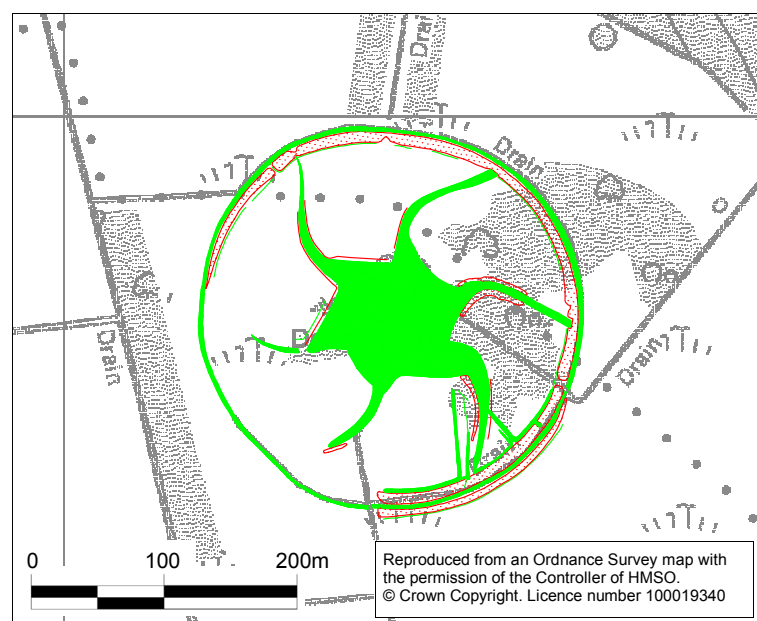 Drain
Drain
Drain
Drain
Drain
0 100 200m
Reproduced from an Ordnance Survey map with
the permission of the Controller of HMSO.
© Crown Copyright. Licence number 100019340